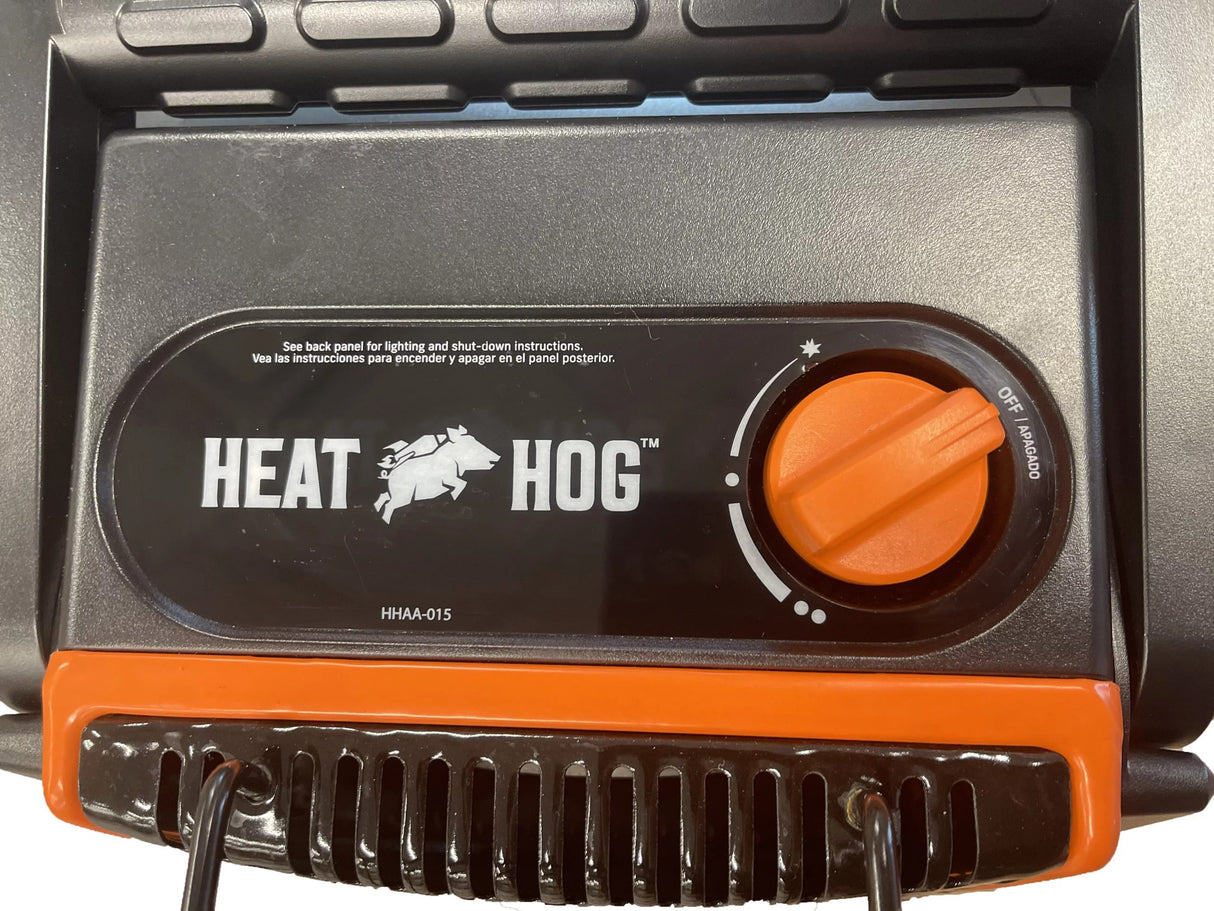 See back panel for lighting and shut-down instructions.
Vea las instrucciones para encender y apagar en el panel posterior.
HEAT HOG™
OFF / APAGADO
HHAA-015